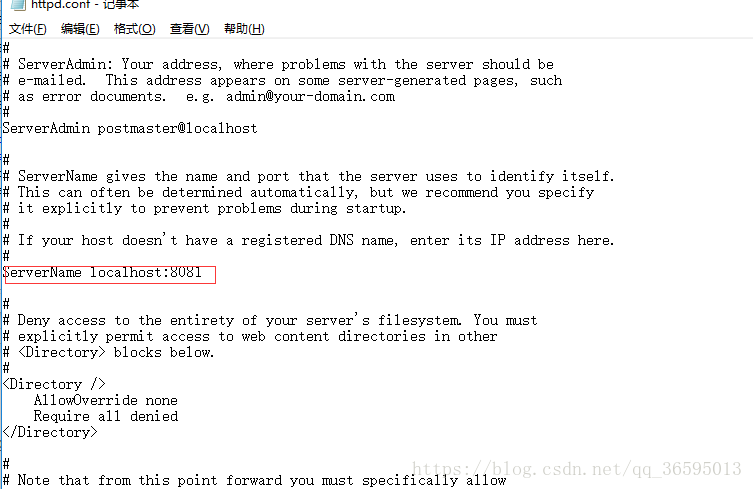 httpd.conf - 记事本
文件(F) 编辑(E) 格式(O) 查看(V) 帮助(H)
#
# ServerAdmin: Your address, where problems with the server should be
# e-mailed.  This address appears on some server-generated pages, such
# as error documents.  e.g. admin@your-domain.com
#
ServerAdmin postmaster@localhost
#
# ServerName gives the name and port that the server uses to identify itself.
# This can often be determined automatically, but we recommend you specify
# it explicitly to prevent problems during startup.
#
# If your host doesn't have a registered DNS name, enter its IP address here.
#
ServerName localhost:8081
#
# Deny access to the entirety of your server's filesystem. You must
# explicitly permit access to web content directories in other
# <Directory> blocks below.
#
<Directory />
    AllowOverride none
    Require all denied
</Directory>
#
# Note that from this point forward you must specifically allow
https://blog.csdn.net/qq_36595013